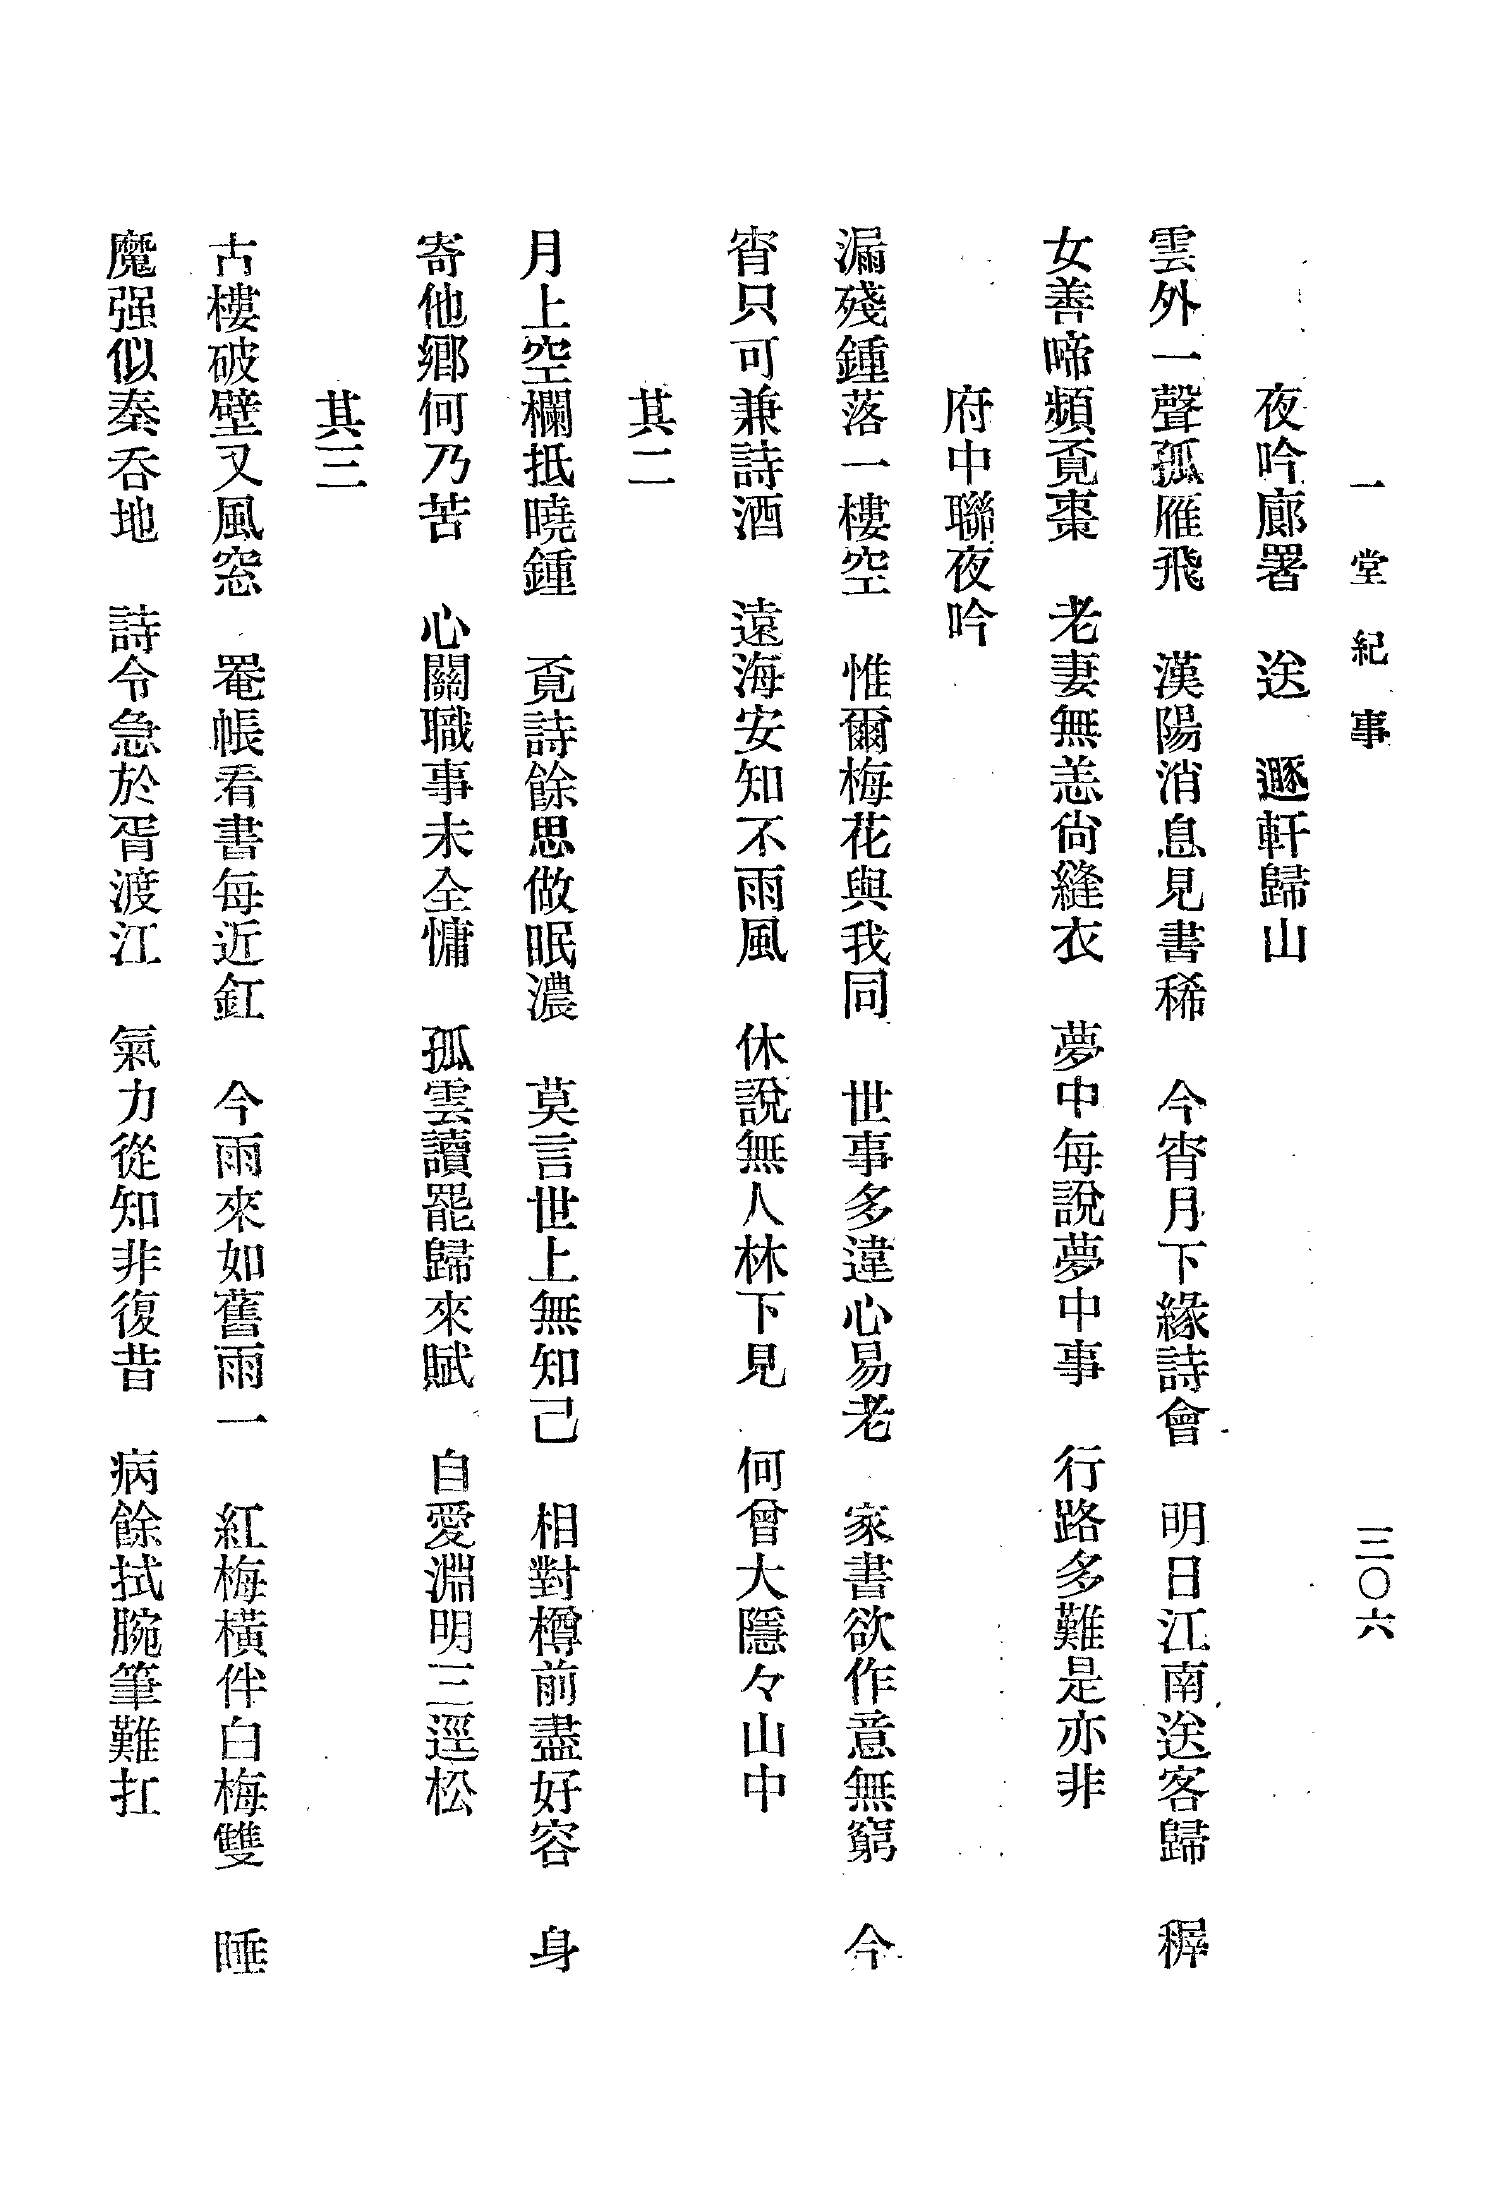 一堂紀事　三〇六
夜吟廊署　送　遯軒歸山
雲外一聲孤雁飛　漢陽消息見書稀　今宵月下緣詩會　明日江南送客歸　穉
女善啼頻覔棗　老妻無恙尙縫衣　夢中每說夢中事　行路多難是亦非
府中聯夜吟
漏殘鍾落一樓空　惟爾梅花與我同　世事多違心易老　家書欲作意無窮　今
宵只可兼詩酒　遠海安知不雨風　休說無人林下見　何曾大隱々山中
其二
月上空欄抵曉鍾　覔詩餘思做眠濃　莫言世上無知己　相對樽前盡好容　身
寄他鄉何乃苦　心關職事未全慵　孤雲讀罷歸來賦　自愛淵明三逕松
其三
古樓破壁又風窓　罨帳看書每近釭　今雨來如舊雨一　紅梅橫伴白梅雙　睡
魔强似秦呑地　詩令急於胥渡江　氣力從知非復昔　病餘拭腕筆難扛